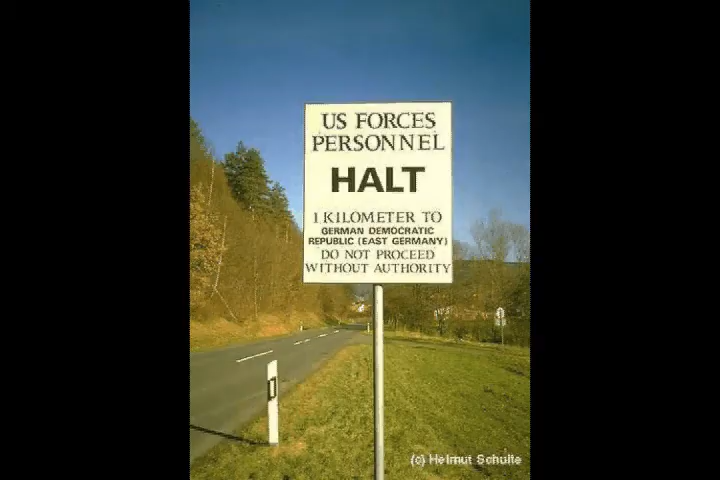 US FORCES
PERSONNEL
HALT
1 KILOMETER TO
GERMAN DEMOCRATIC
REPUBLIC (EAST GERMANY)
DO NOT PROCEED
WITHOUT AUTHORITY
(c) Helmut Schulte